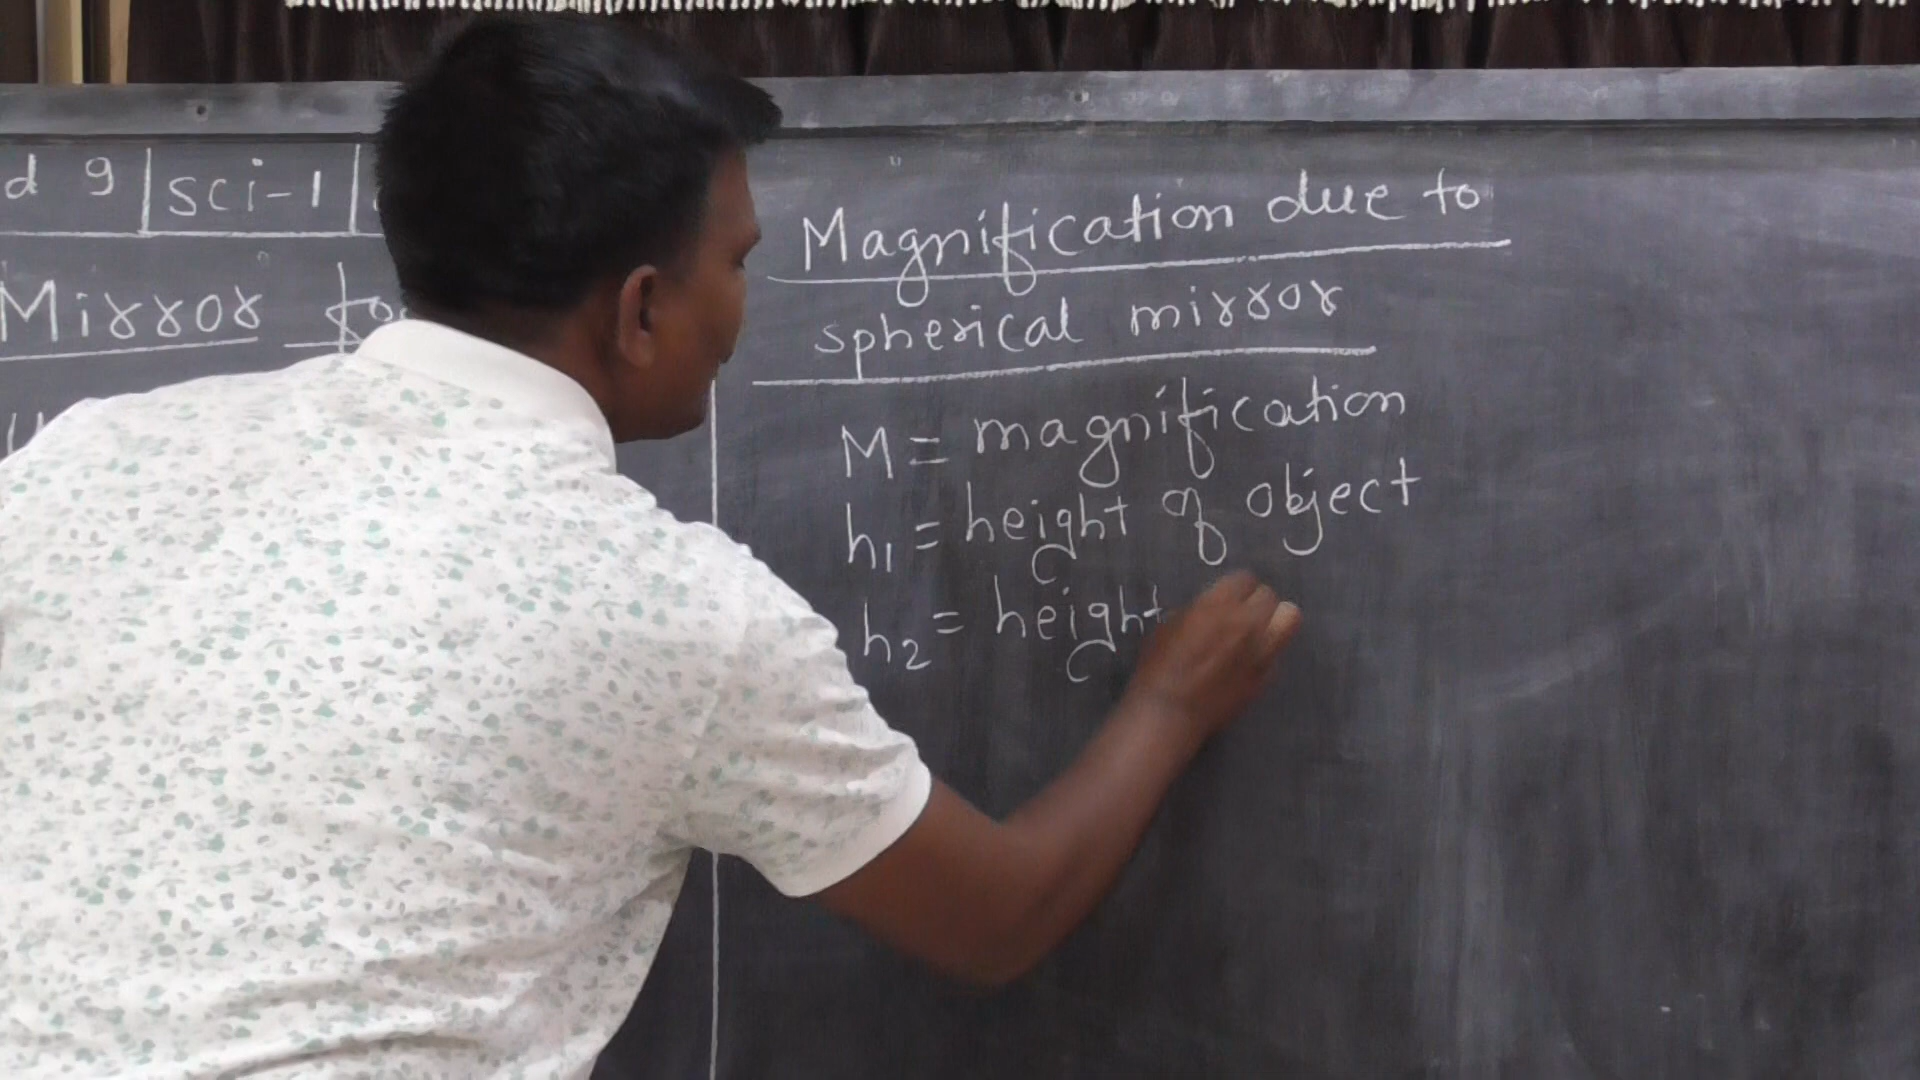 d 9 | sci-1 |
Mirror
Magnification due to
spherical mirror
M = magnification
h1 = height of object
h2 = height